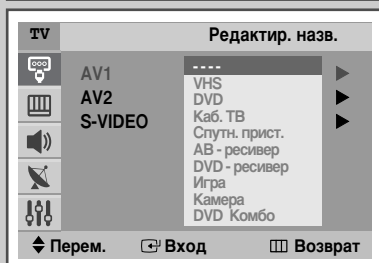 TV Редактир. назв.
AV1 ----
VHS
AV2 DVD
Каб. ТВ
S-VIDEO Спутн. прист.
АВ - ресивер
DVD - ресивер
Игра
Камера
DVD Комбо
Перем. Вход Возврат